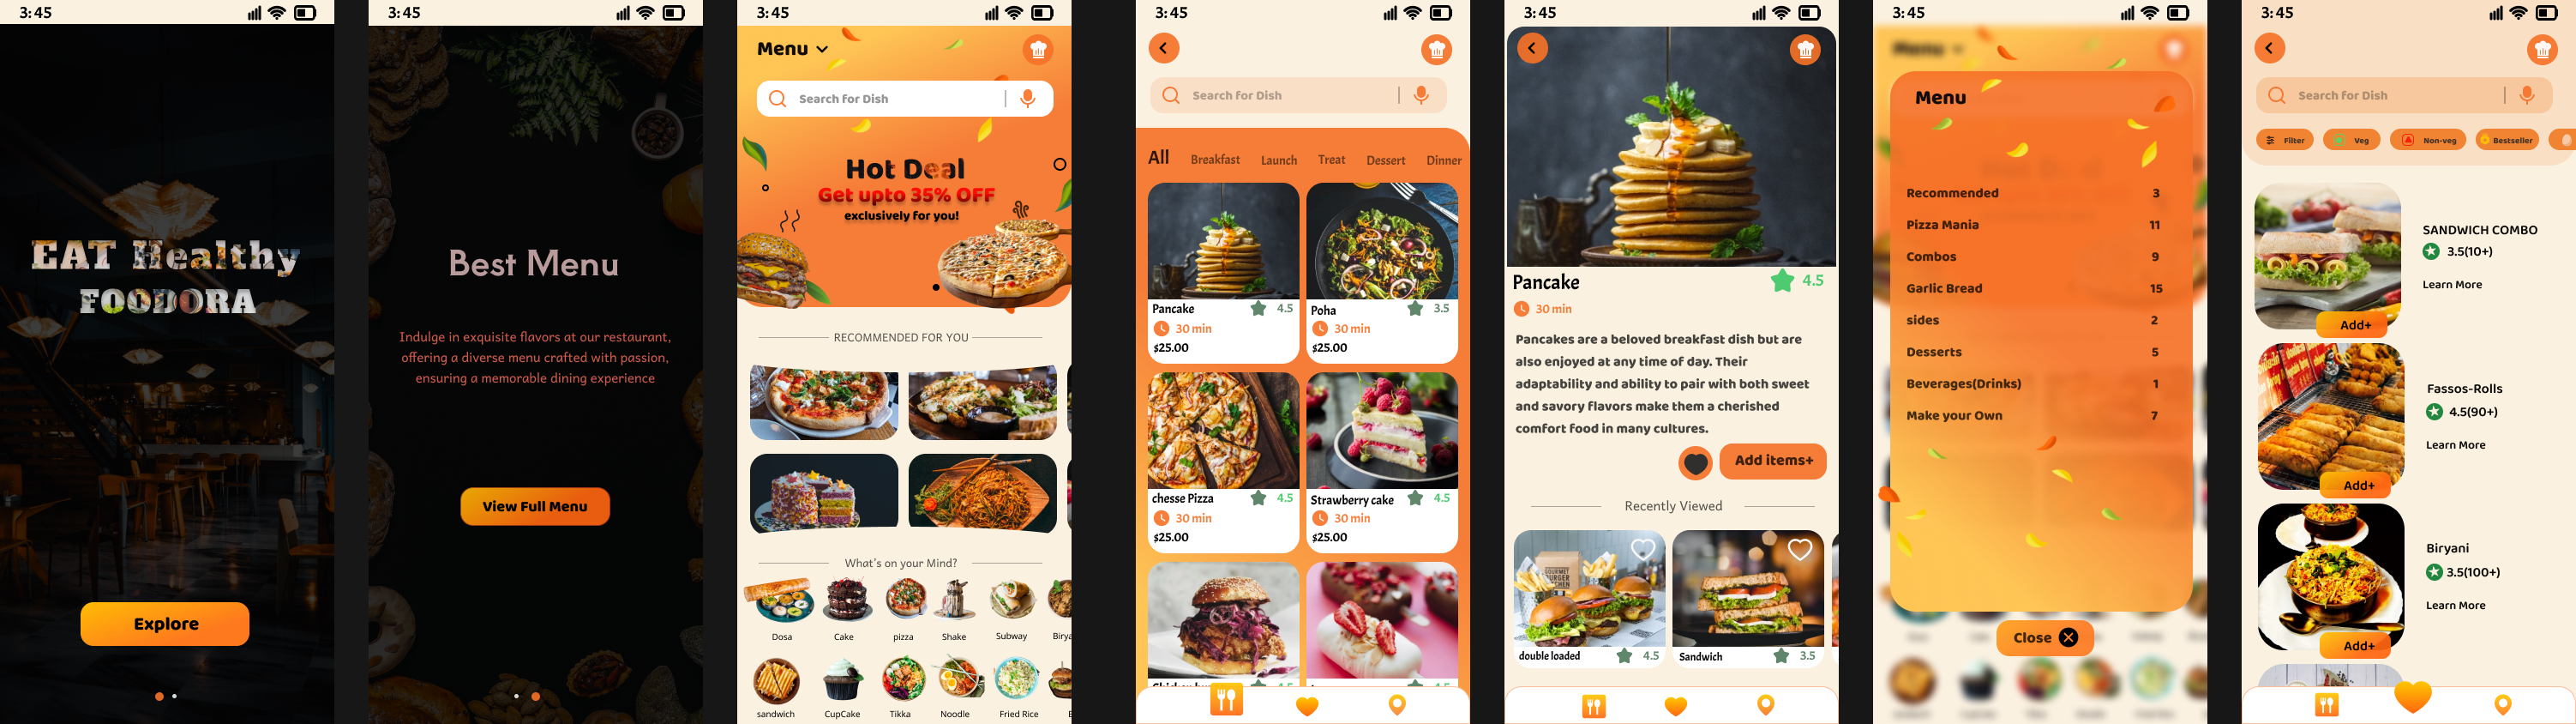 3:45
EAT Healthy
FOODORA
Explore
3:45
Best Menu
Indulge in exquisite flavors at our restaurant,
offering a diverse menu crafted with passion,
ensuring a memorable dining experience
View Full Menu
3:45
Menu
Search for Dish
Hot Deal
Get upto 35% OFF
exclusively for you!
RECOMMENDED FOR YOU
What's on your Mind?
Dosa Cake pizza Shake Subway
sandwich CupCake Tikka Noodle Fried Rice
3:45
Search for Dish
All Breakfast Launch Treat Dessert Dinner
Pancake 4.5 Poha 3.5
30 min 30 min
$25.00 $25.00
chesse Pizza 4.5 Strawberry cake 4.5
30 min 30 min
$25.00 $25.00
3:45
Pancake 4.5
30 min
Pancakes are a beloved breakfast dish but are
also enjoyed at any time of day. Their
adaptability and ability to pair with both sweet
and savory flavors make them a cherished
comfort food in many cultures.
Add items+
Recently Viewed
GOURMET
BURGER
KITCHEN
double loaded 4.5 Sandwich 3.5
3:45
Menu
Recommended 3
Pizza Mania 11
Combos 9
Garlic Bread 15
sides 2
Desserts 5
Beverages(Drinks) 1
Make your Own 7
Close
3:45
Search for Dish
Filter Veg Non-veg Bestseller
SANDWICH COMBO
3.5(10+)
Learn More
Add+
Fassos-Rolls
4.5(90+)
Learn More
Add+
Biryani
3.5(100+)
Learn More
Add+